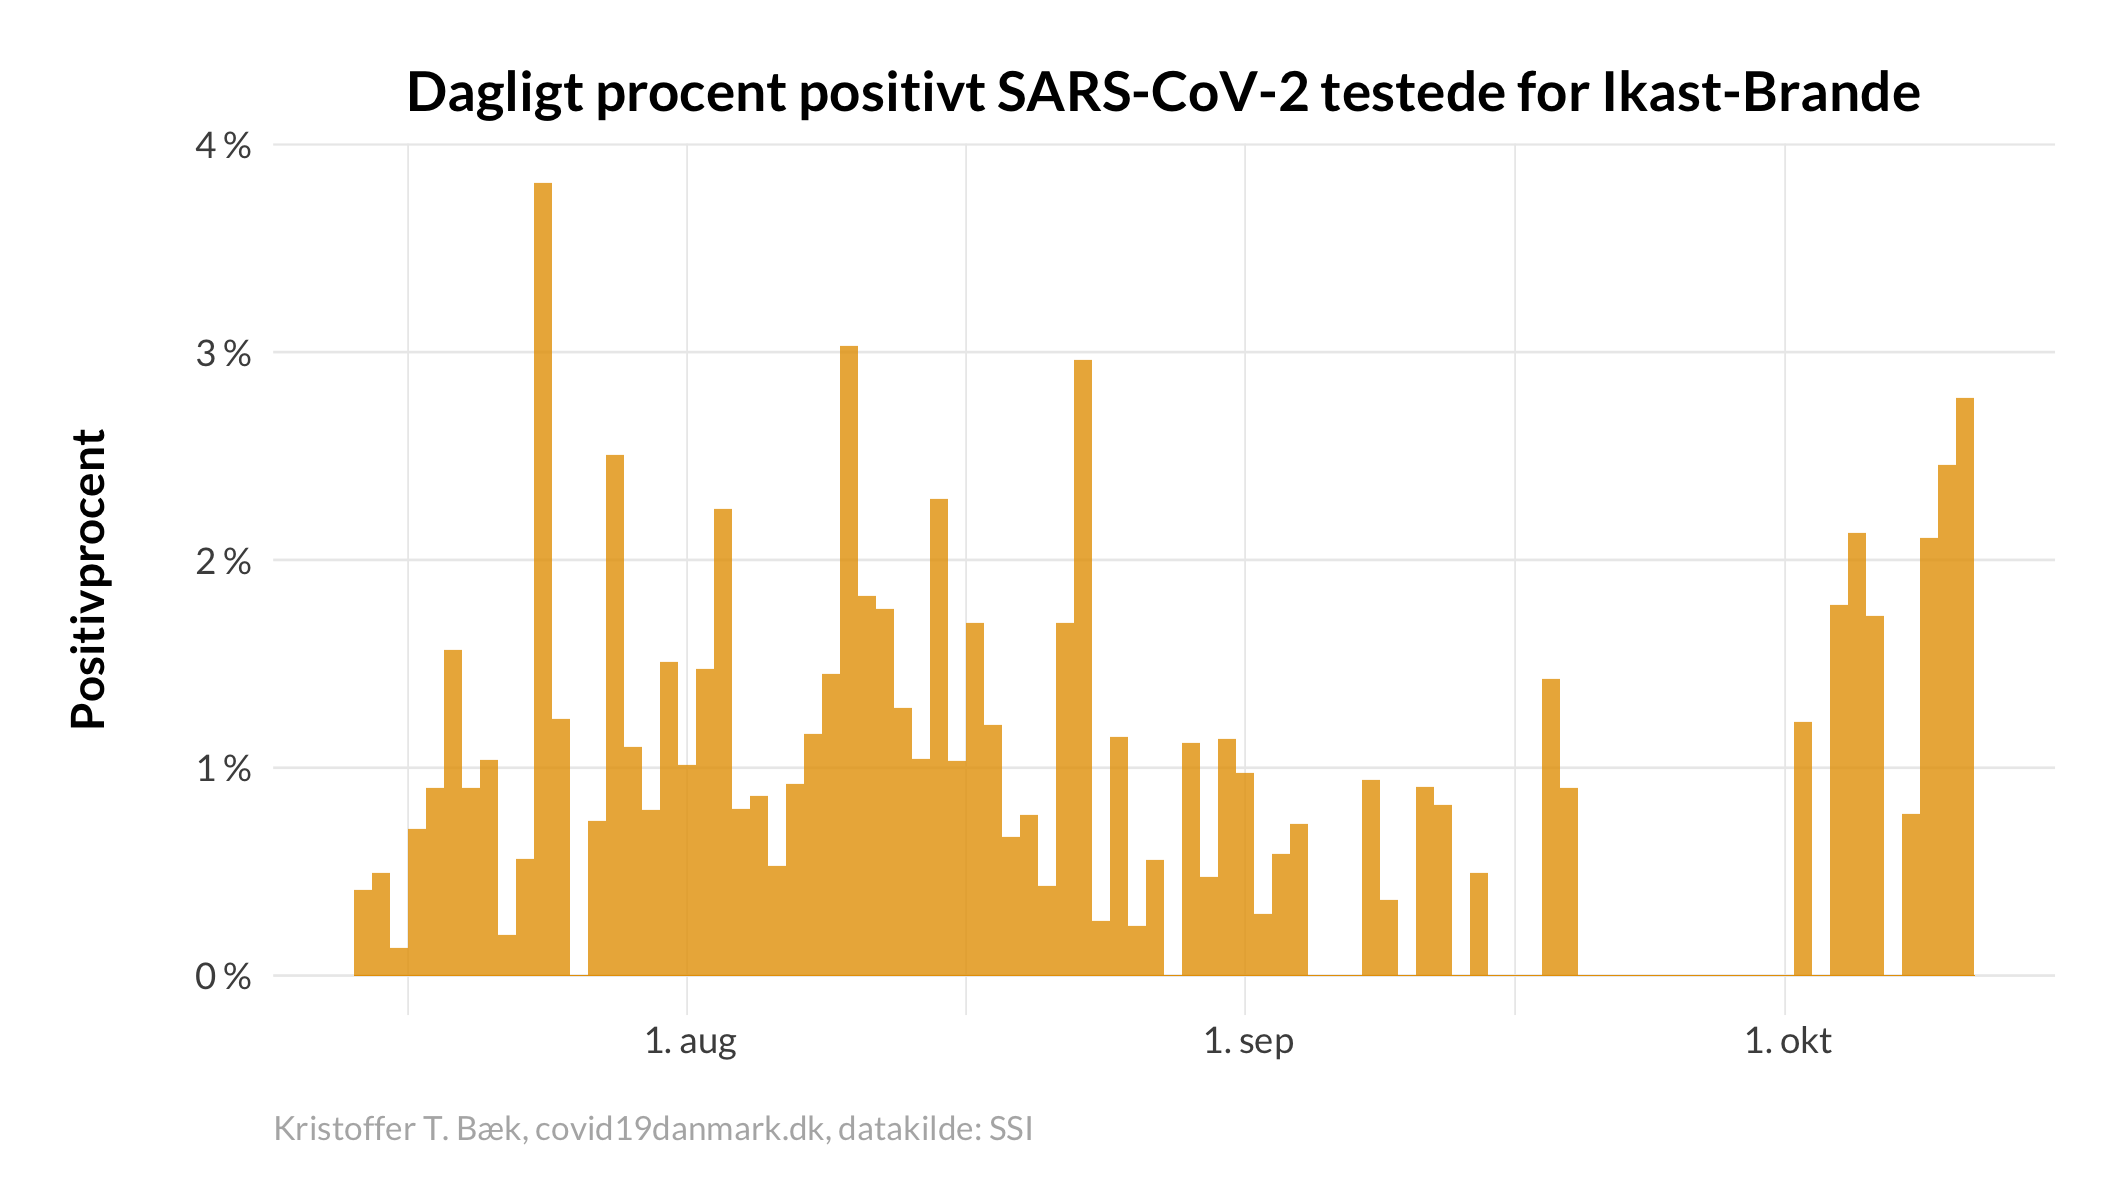 Dagligt procent positivt SARS-CoV-2 testede for Ikast-Brande
4 %
3 %
2 %
1 %
0 %
Positivprocent
1. aug
1. sep
1. okt
Kristoffer T. Bæk, covid19danmark.dk, datakilde: SSI